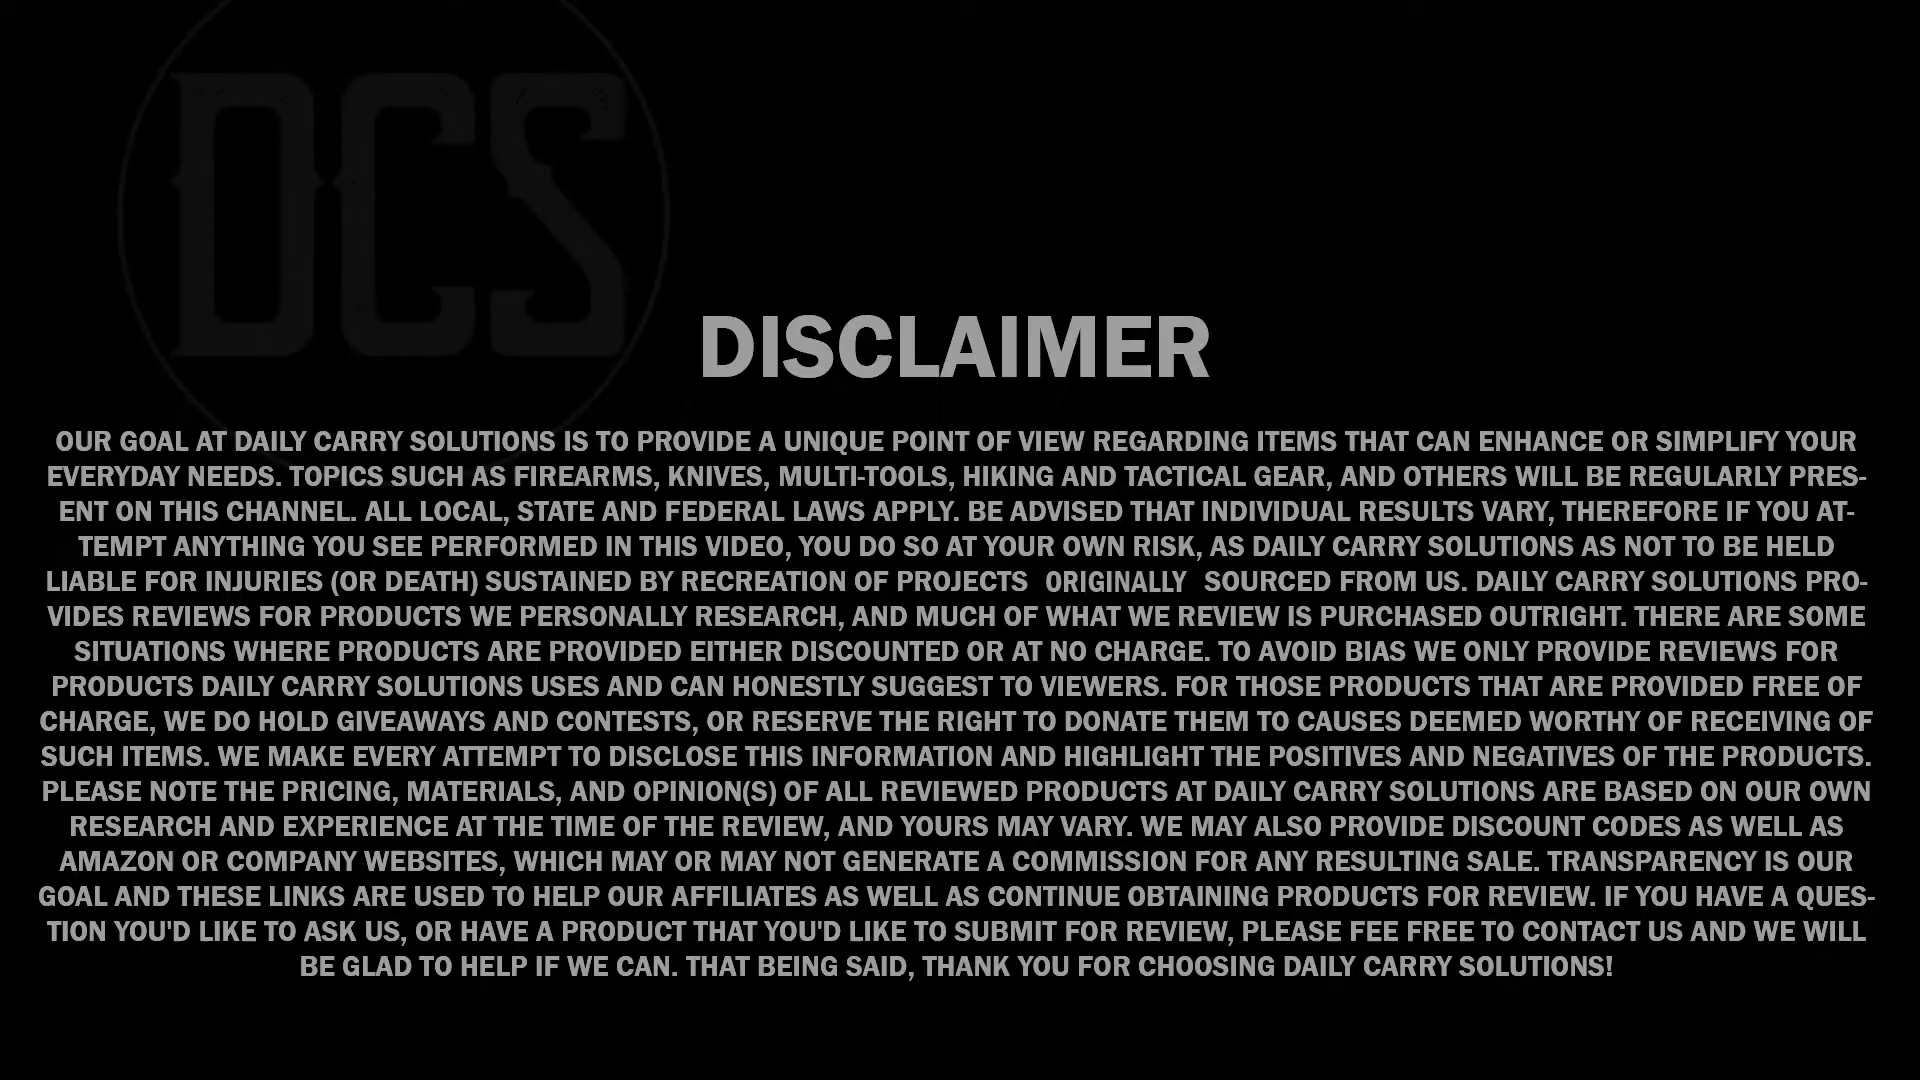 DCS
DISCLAIMER
OUR GOAL AT DAILY CARRY SOLUTIONS IS TO PROVIDE A UNIQUE POINT OF VIEW REGARDING ITEMS THAT CAN ENHANCE OR SIMPLIFY YOUR
EVERYDAY NEEDS. TOPICS SUCH AS FIREARMS, KNIVES, MULTI-TOOLS, HIKING AND TACTICAL GEAR, AND OTHERS WILL BE REGULARLY PRES-
ENT ON THIS CHANNEL. ALL LOCAL, STATE AND FEDERAL LAWS APPLY. BE ADVISED THAT INDIVIDUAL RESULTS VARY, THEREFORE IF YOU AT-
TEMPT ANYTHING YOU SEE PERFORMED IN THIS VIDEO, YOU DO SO AT YOUR OWN RISK, AS DAILY CARRY SOLUTIONS AS NOT TO BE HELD
LIABLE FOR INJURIES (OR DEATH) SUSTAINED BY RECREATION OF PROJECTS ORIGINALLY SOURCED FROM US. DAILY CARRY SOLUTIONS PRO-
VIDES REVIEWS FOR PRODUCTS WE PERSONALLY RESEARCH, AND MUCH OF WHAT WE REVIEW IS PURCHASED OUTRIGHT. THERE ARE SOME
SITUATIONS WHERE PRODUCTS ARE PROVIDED EITHER DISCOUNTED OR AT NO CHARGE. TO AVOID BIAS WE ONLY PROVIDE REVIEWS FOR
PRODUCTS DAILY CARRY SOLUTIONS USES AND CAN HONESTLY SUGGEST TO VIEWERS. FOR THOSE PRODUCTS THAT ARE PROVIDED FREE OF
CHARGE, WE DO HOLD GIVEAWAYS AND CONTESTS, OR RESERVE THE RIGHT TO DONATE THEM TO CAUSES DEEMED WORTHY OF RECEIVING OF
SUCH ITEMS. WE MAKE EVERY ATTEMPT TO DISCLOSE THIS INFORMATION AND HIGHLIGHT THE POSITIVES AND NEGATIVES OF THE PRODUCTS.
PLEASE NOTE THE PRICING, MATERIALS, AND OPINION(S) OF ALL REVIEWED PRODUCTS AT DAILY CARRY SOLUTIONS ARE BASED ON OUR OWN
RESEARCH AND EXPERIENCE AT THE TIME OF THE REVIEW, AND YOURS MAY VARY. WE MAY ALSO PROVIDE DISCOUNT CODES AS WELL AS
AMAZON OR COMPANY WEBSITES, WHICH MAY OR MAY NOT GENERATE A COMMISSION FOR ANY RESULTING SALE. TRANSPARENCY IS OUR
GOAL AND THESE LINKS ARE USED TO HELP OUR AFFILIATES AS WELL AS CONTINUE OBTAINING PRODUCTS FOR REVIEW. IF YOU HAVE A QUES-
TION YOU'D LIKE TO ASK US, OR HAVE A PRODUCT THAT YOU'D LIKE TO SUBMIT FOR REVIEW, PLEASE FEE FREE TO CONTACT US AND WE WILL
BE GLAD TO HELP IF WE CAN. THAT BEING SAID, THANK YOU FOR CHOOSING DAILY CARRY SOLUTIONS!